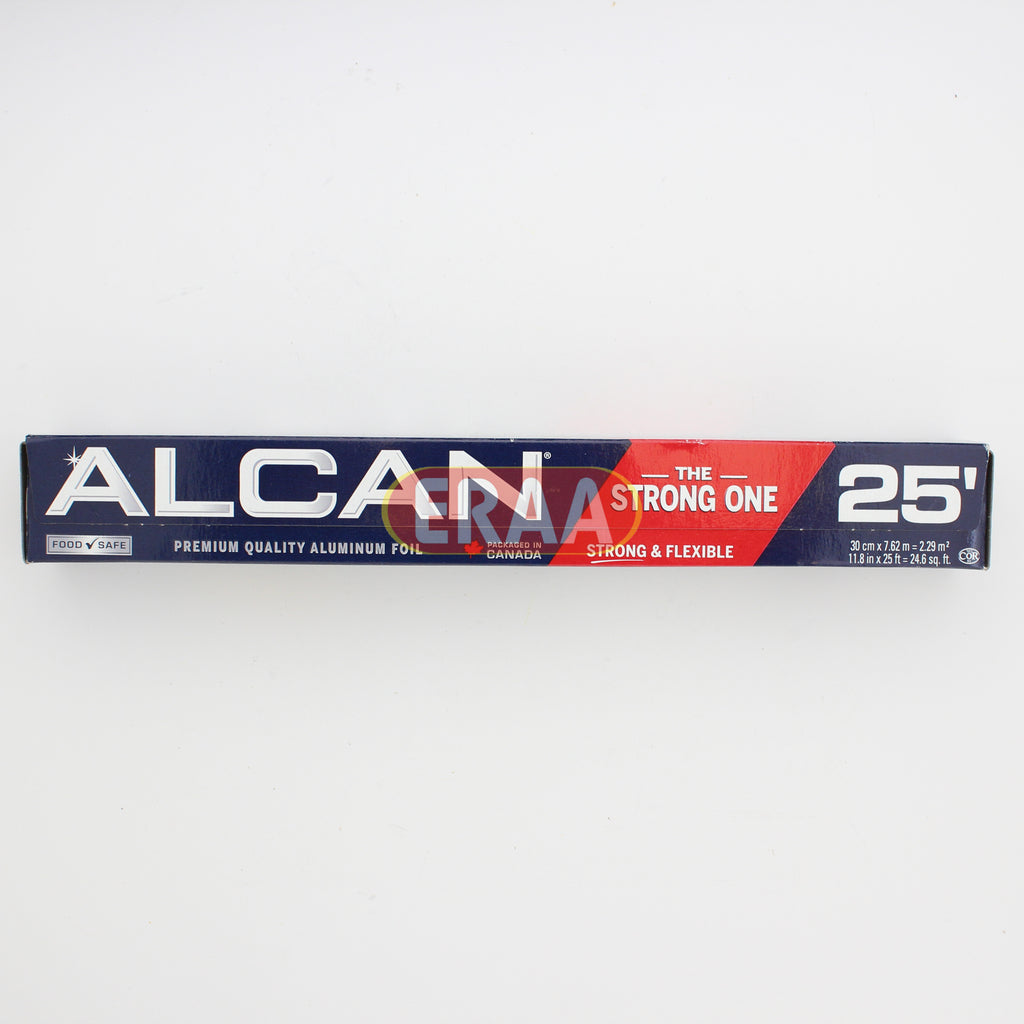 ALCAN®
ERAA
FOOD ✓ SAFE
PREMIUM QUALITY ALUMINUM FOIL
PACKAGED IN
CANADA
THE
STRONG ONE
STRONG & FLEXIBLE
25'
30 cm x 7.62 m = 2.29 m²
11.8 in x 25 ft = 24.6 sq. ft.
COR